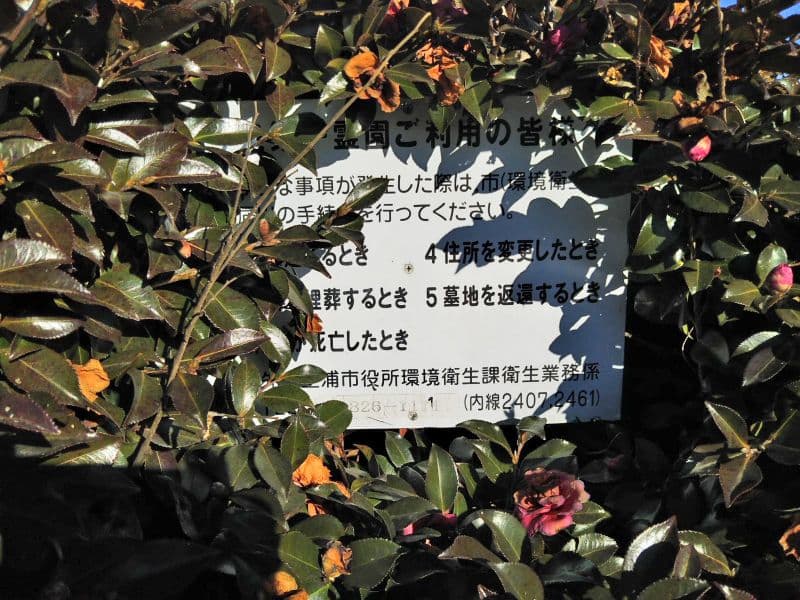 霊園ご利用の皆様
な事項が発生した際は、市(環境衛生
の手続 を行ってください。
るとき 4 住所を変更したとき
埋葬するとき 5 墓地を返還するとき
が死亡したとき
浦市役所環境衛生課衛生業務係
826-1111 (内線2407,2461)